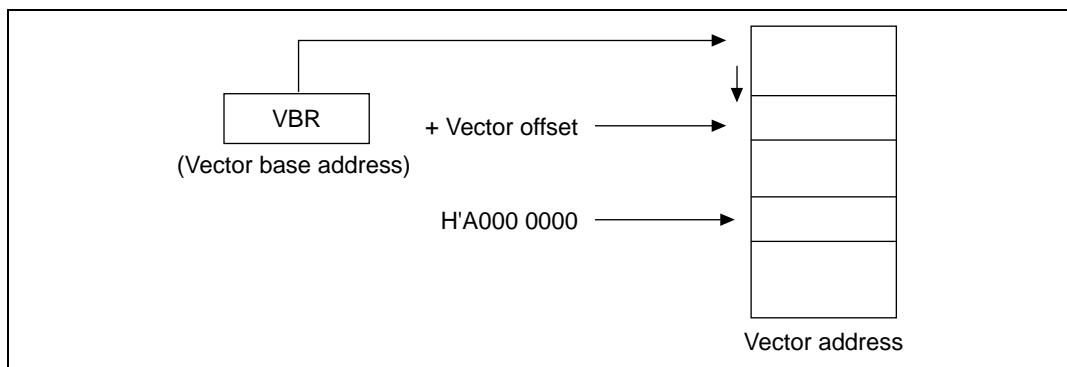 VBR
(Vector base address)
+ Vector offset
H'A000 0000
Vector address